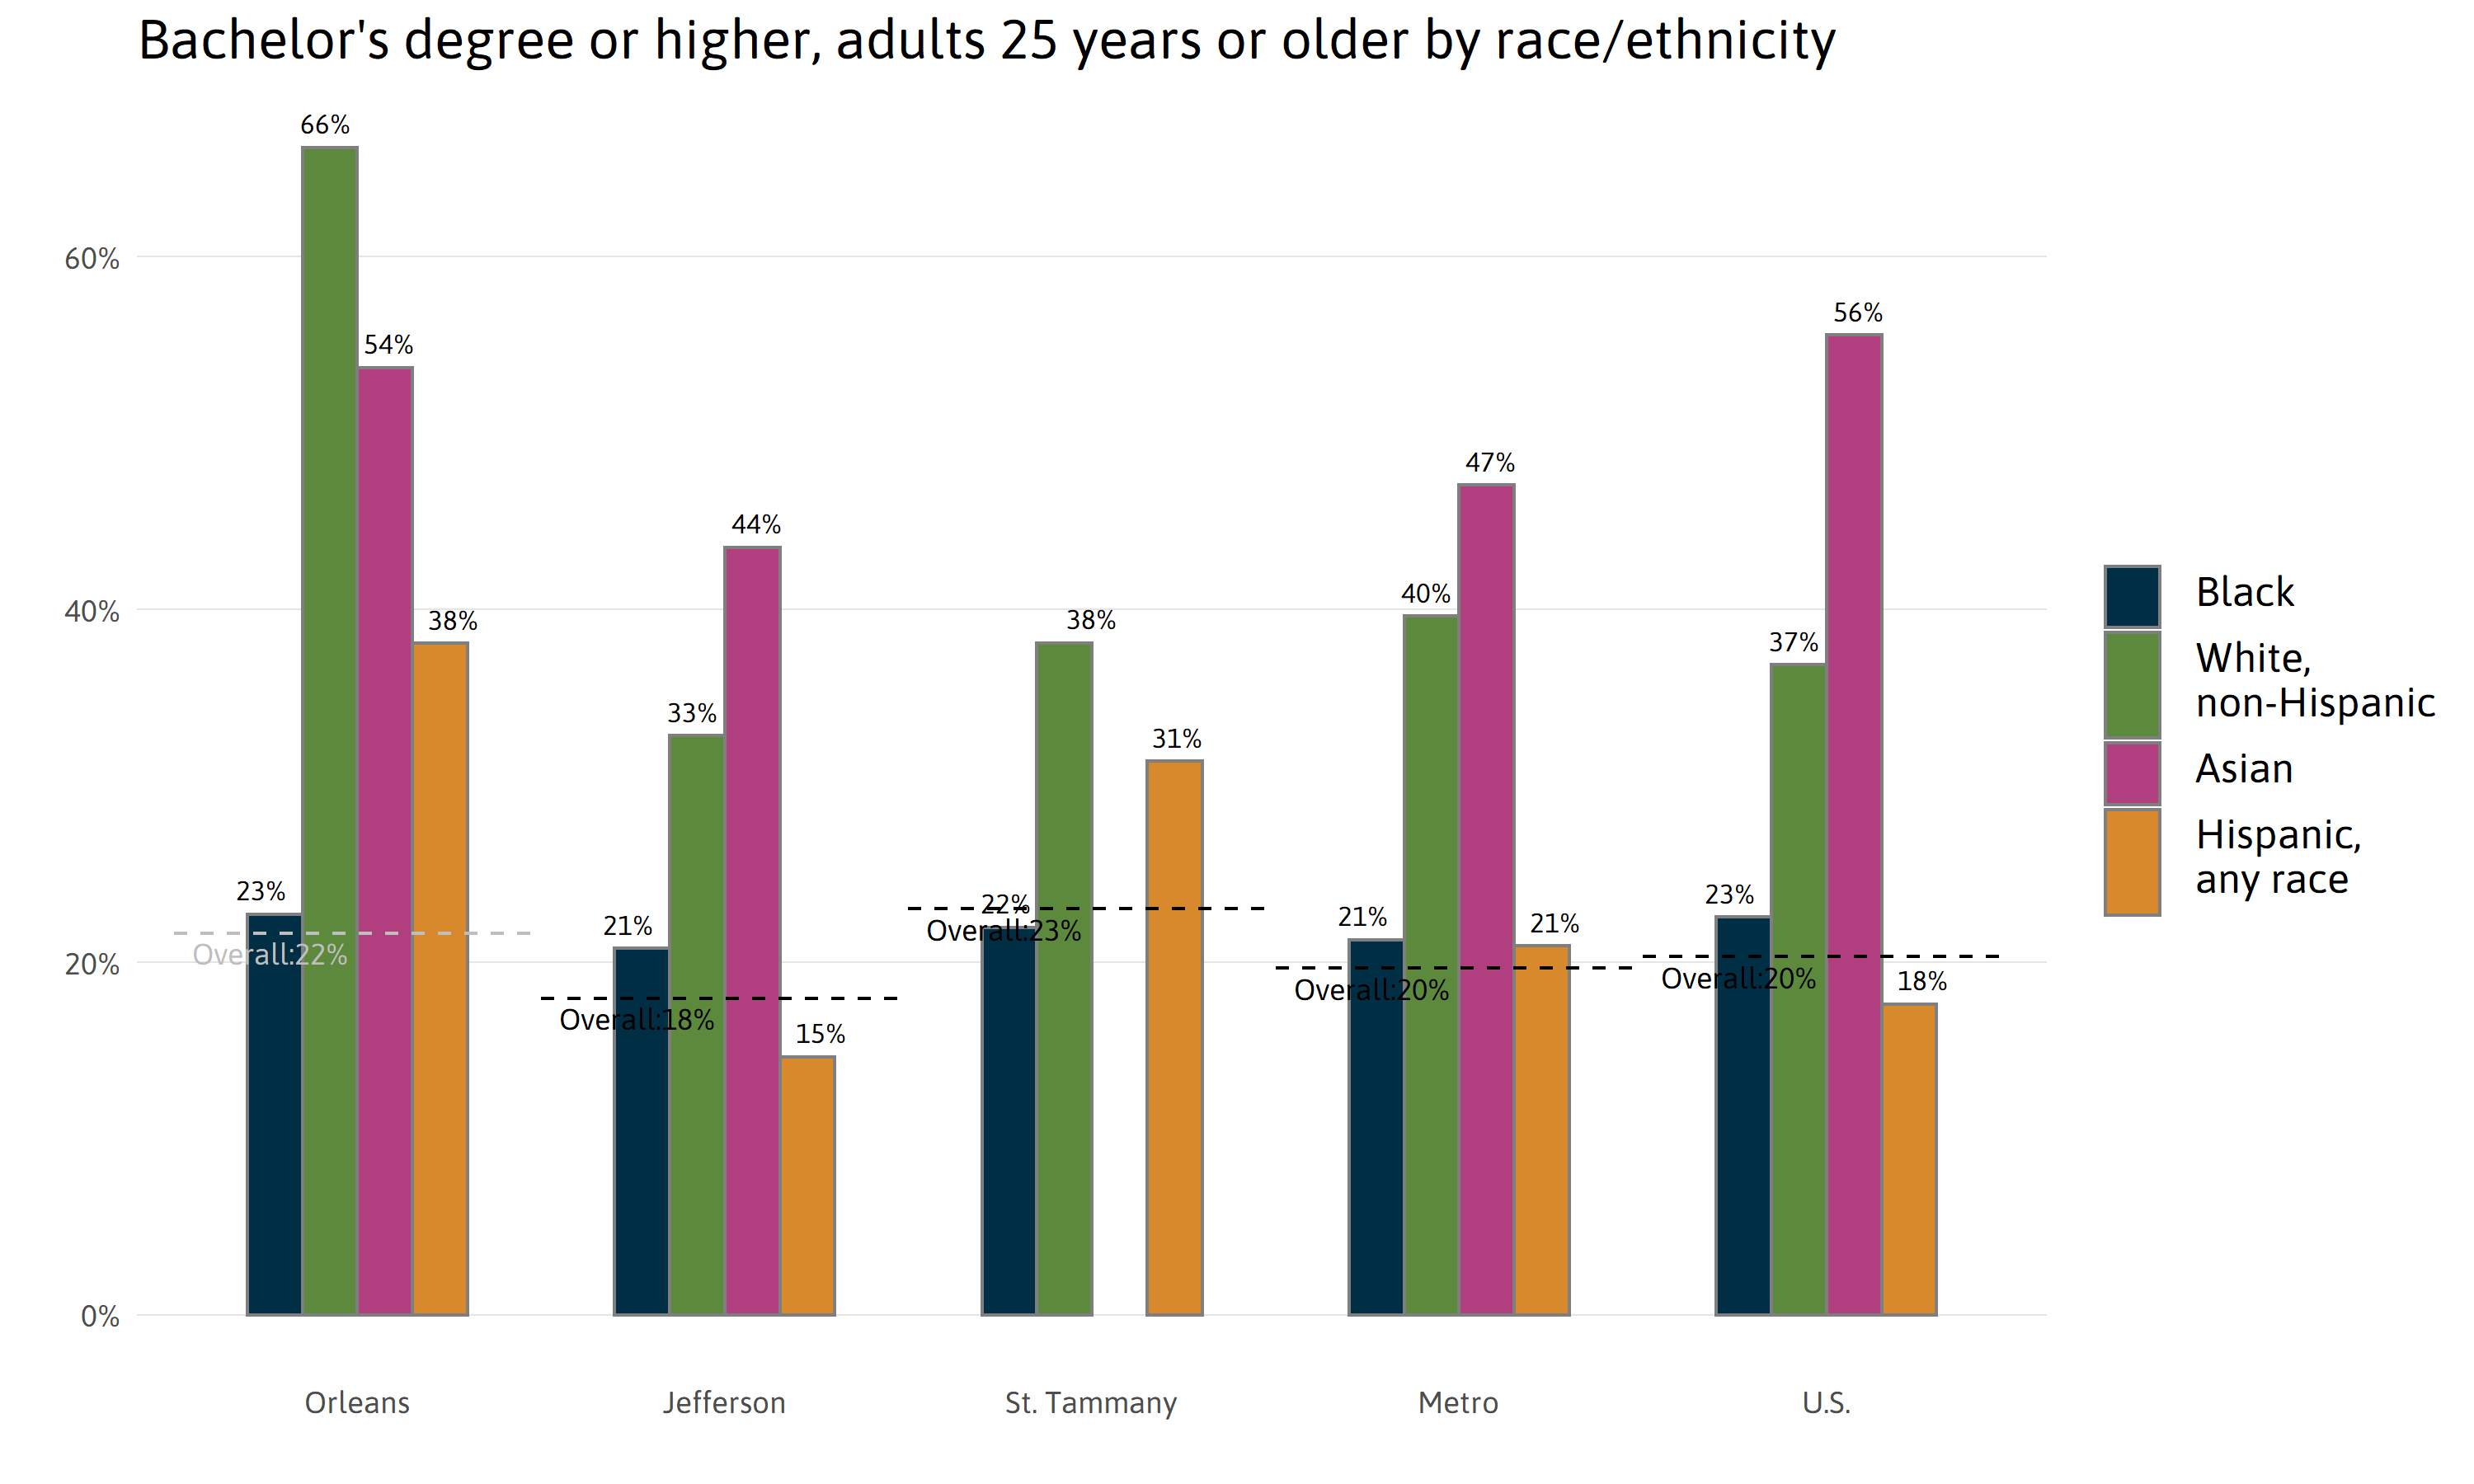 Bachelor's degree or higher, adults 25 years or older by race/ethnicity
66%
60%
56%
54%
47%
44%
40%
40%
38%
38%
37%
33%
31%
Black
White,
non-Hispanic
Asian
Hispanic,
any race
23%
22%
23%
21%
21%
21%
Overall:22%
Overall:23%
20%
Overall:18%
Overall:20%
Overall:20%
18%
15%
0%
Orleans
Jefferson
St. Tammany
Metro
U.S.